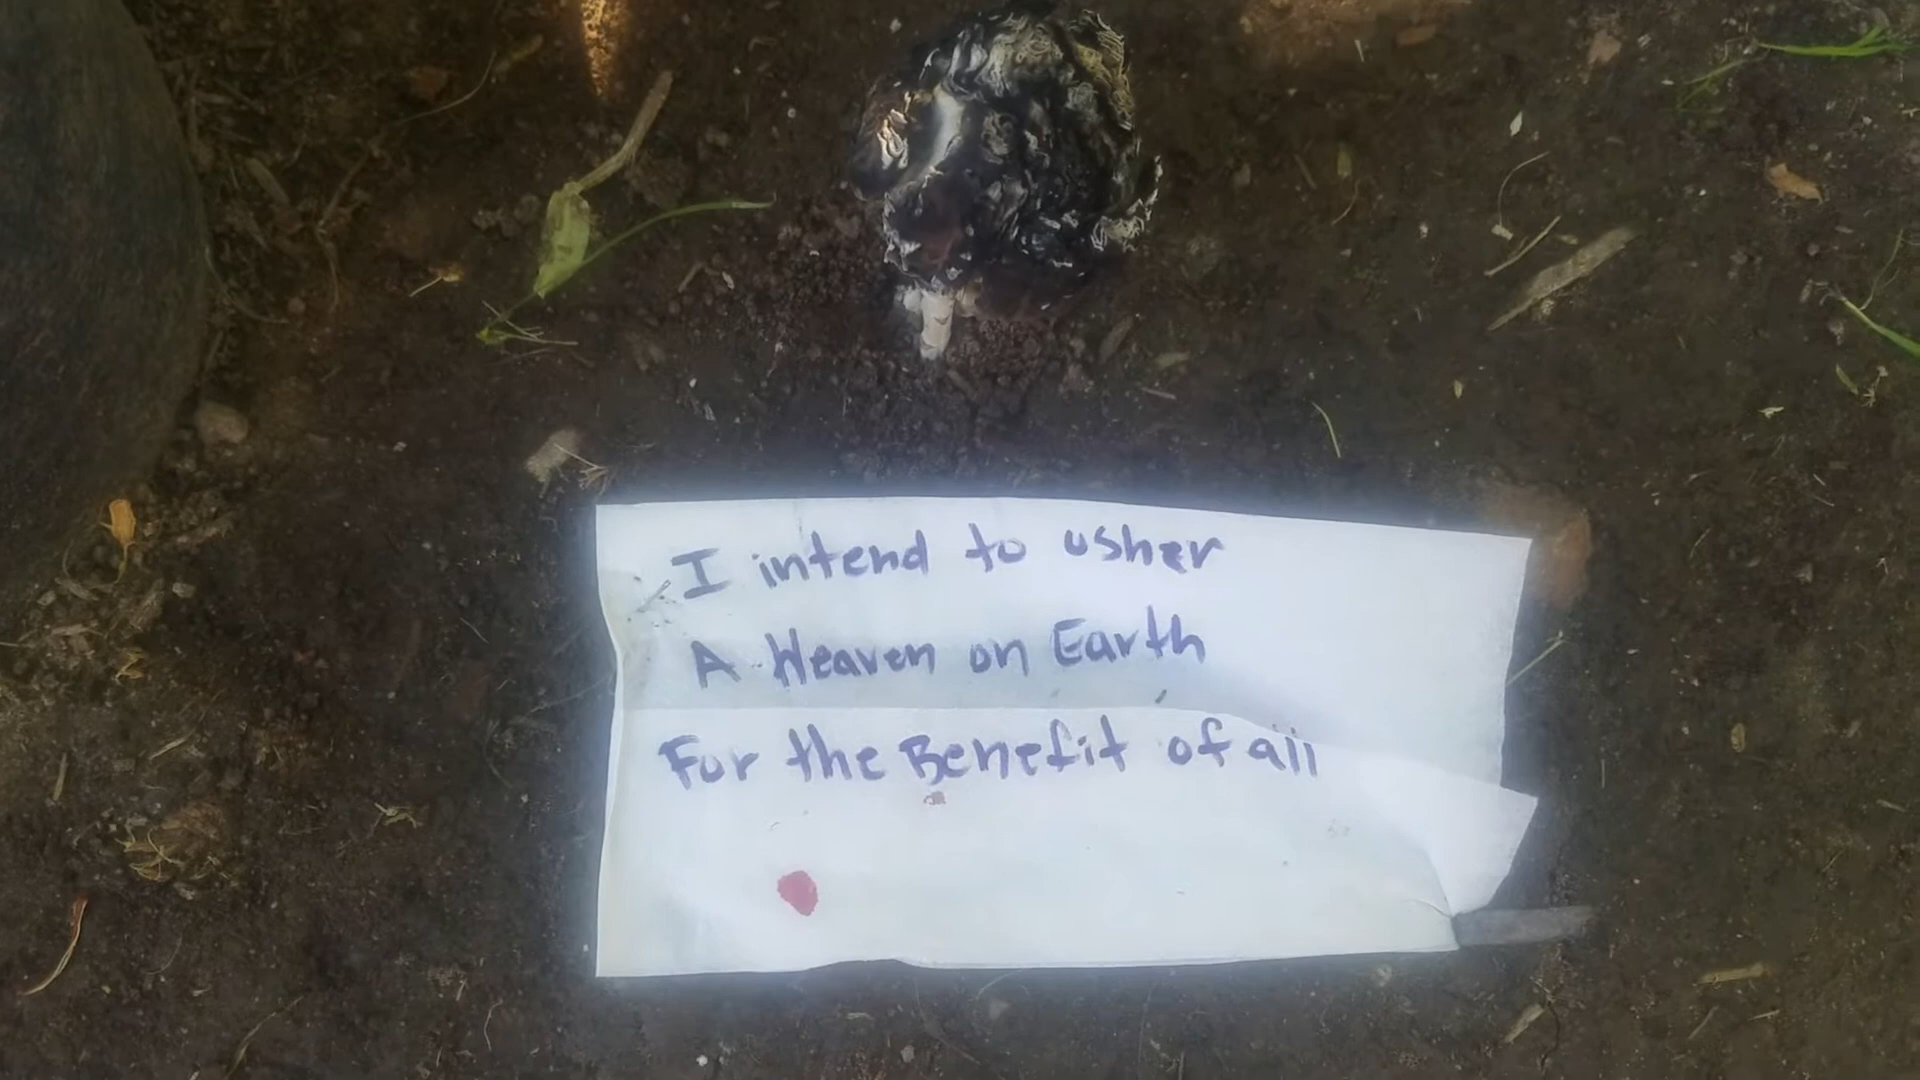 I intend to usher
A Heaven on Earth
For the Benefit of all